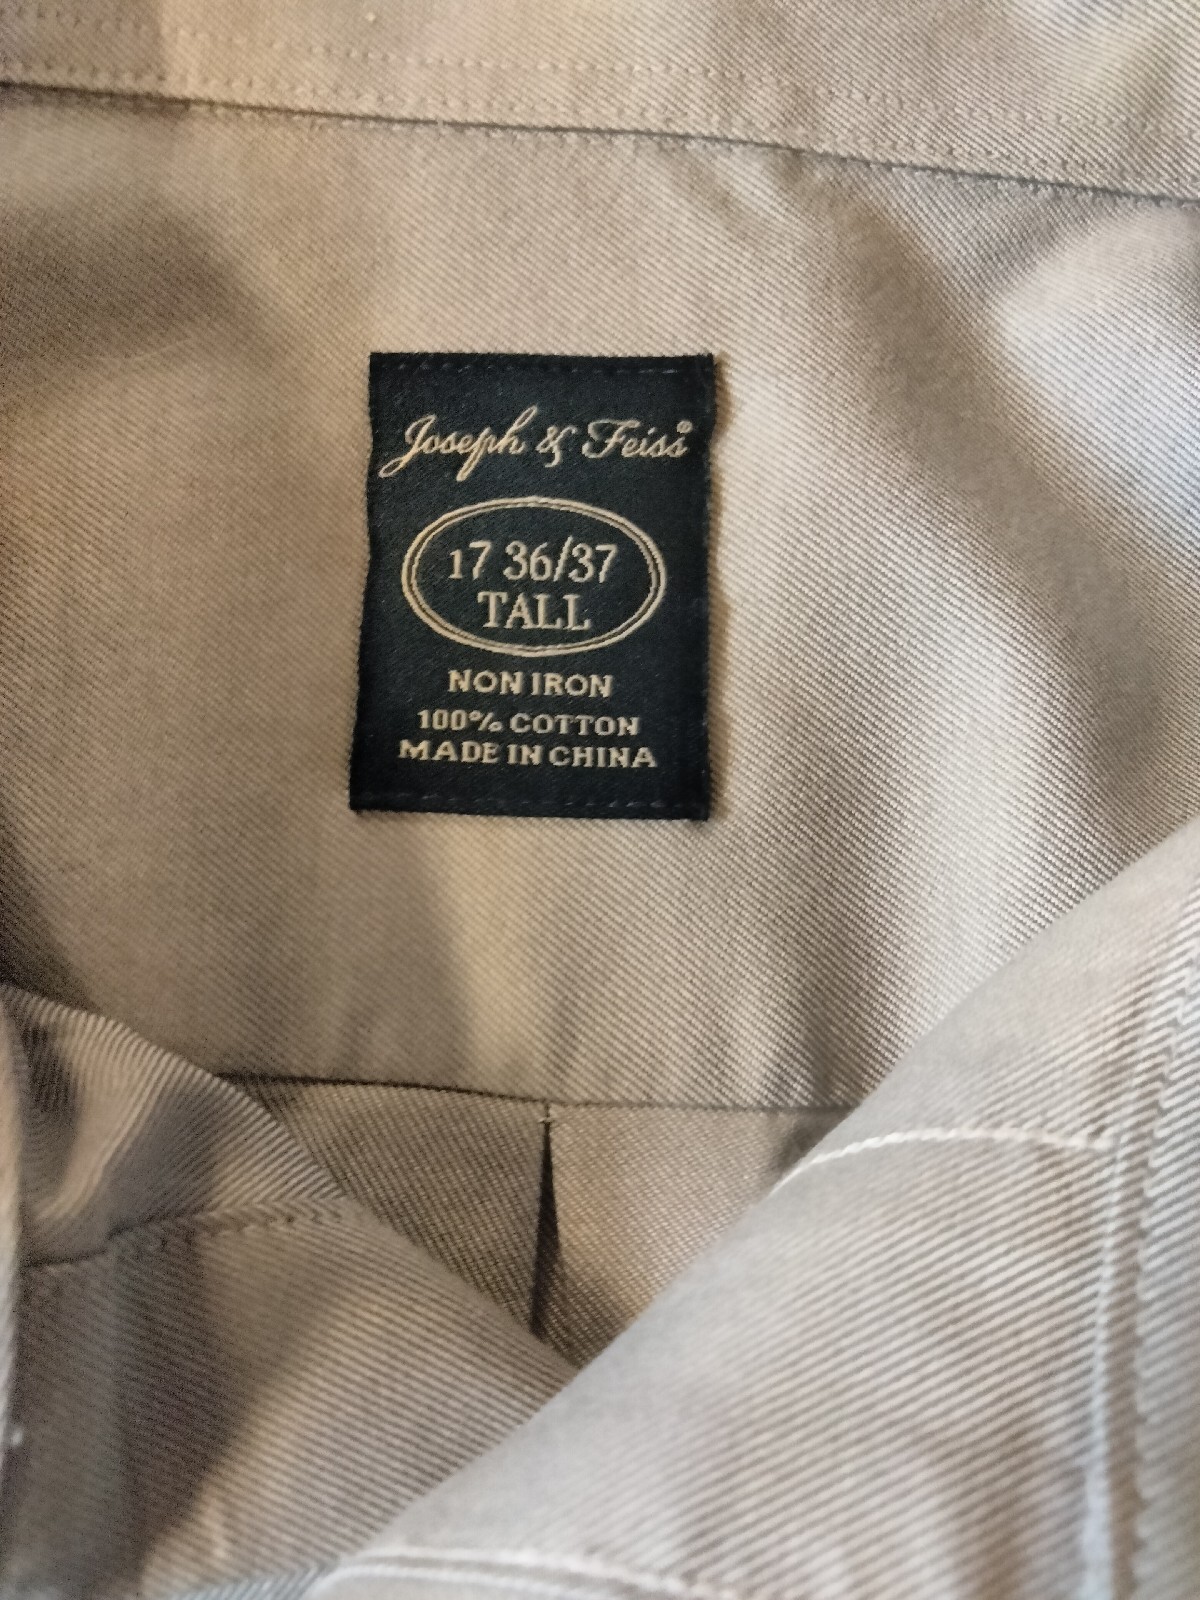 Joseph & Feiss®
17 36/37
TALL
NON IRON
100% COTTON
MADE IN CHINA